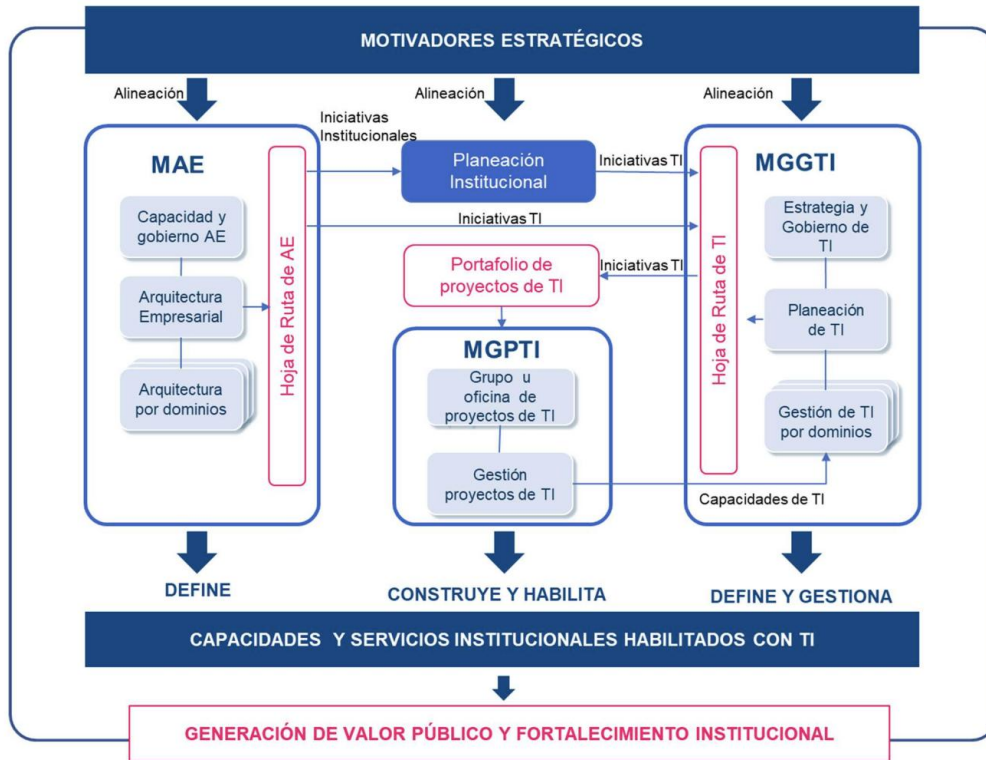 MOTIVADORES ESTRATÉGICOS
Alineación
Alineación
Alineación
Iniciativas
Institucionales
MAE
Capacidad y
gobierno AE
Arquitectura
Empresarial
Arquitectura
por dominios
Hoja de Ruta de AE
Planeación
Institucional
Iniciativas TI
Iniciativas TI
Portafolio de
proyectos de TI
Iniciativas TI
MGPTI
Grupo u
oficina de
proyectos de TI
Gestión
proyectos de TI
MGGTI
Hoja de Ruta de TI
Estrategia y
Gobierno de
TI
Planeación
de TI
Gestión de TI
por dominios
Capacidades de TI
DEFINE
CONSTRUYE Y HABILITA
DEFINE Y GESTIONA
CAPACIDADES Y SERVICIOS INSTITUCIONALES HABILITADOS CON TI
GENERACIÓN DE VALOR PÚBLICO Y FORTALECIMIENTO INSTITUCIONAL